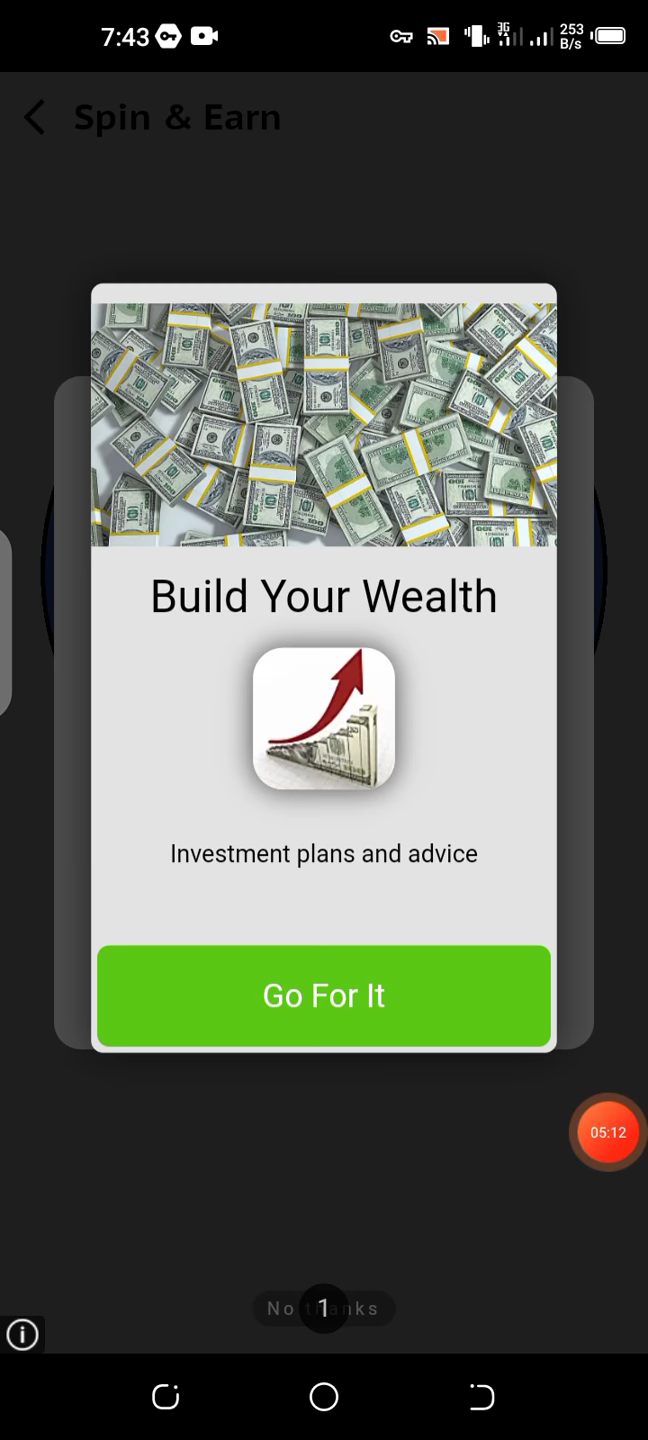 7:43
3G
253
B/s
Spin & Earn
Build Your Wealth
Investment plans and advice
Go For It
05:12
No thanks
1